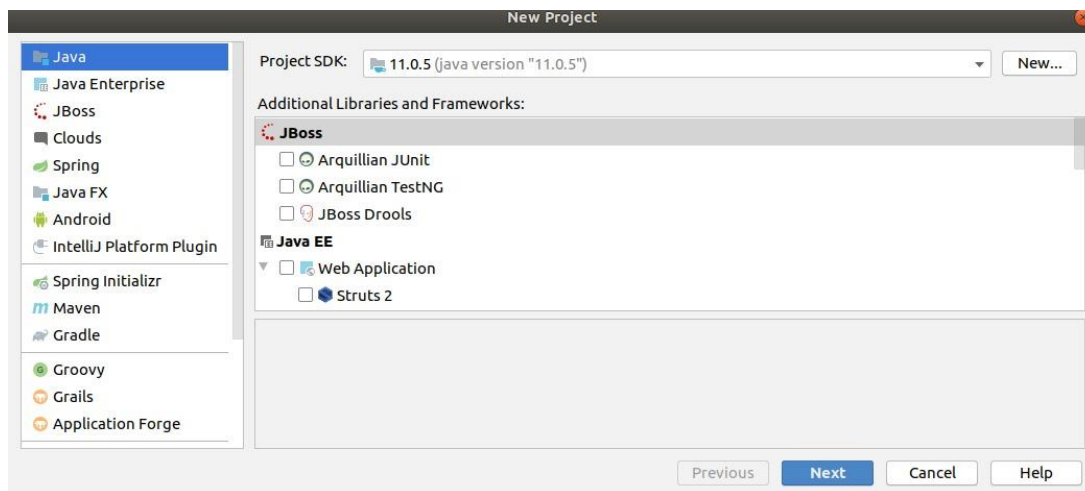 New Project
Java
Java Enterprise
JBoss
Clouds
Spring
Java FX
Android
IntelliJ Platform Plugin
Spring Initializr
Maven
Gradle
Groovy
Grails
Application Forge
Project SDK: 11.0.5 (java version "11.0.5") New...
Additional Libraries and Frameworks:
JBoss
Arquillian JUnit
Arquillian TestNG
JBoss Drools
Java EE
Web Application
Struts 2
Previous Next Cancel Help